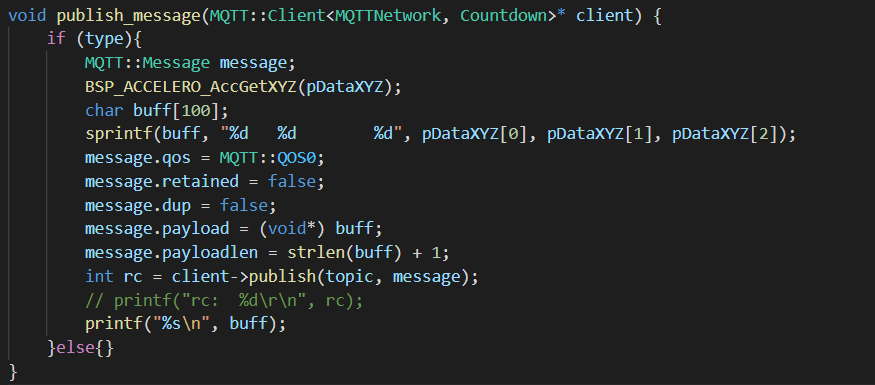 void publish_message(MQTT::Client<MQTTNetwork, Countdown>* client) {
    if (type){
        MQTT::Message message;
        BSP_ACCELERO_AccGetXYZ(pDataXYZ);
        char buff[100];
        sprintf(buff, "%d   %d        %d", pDataXYZ[0], pDataXYZ[1], pDataXYZ[2]);
        message.qos = MQTT::QOS0;
        message.retained = false;
        message.dup = false;
        message.payload = (void*) buff;
        message.payloadlen = strlen(buff) + 1;
        int rc = client->publish(topic, message);
        // printf("rc:  %d\r\n", rc);
        printf("%s\n", buff);
    }else{}
}